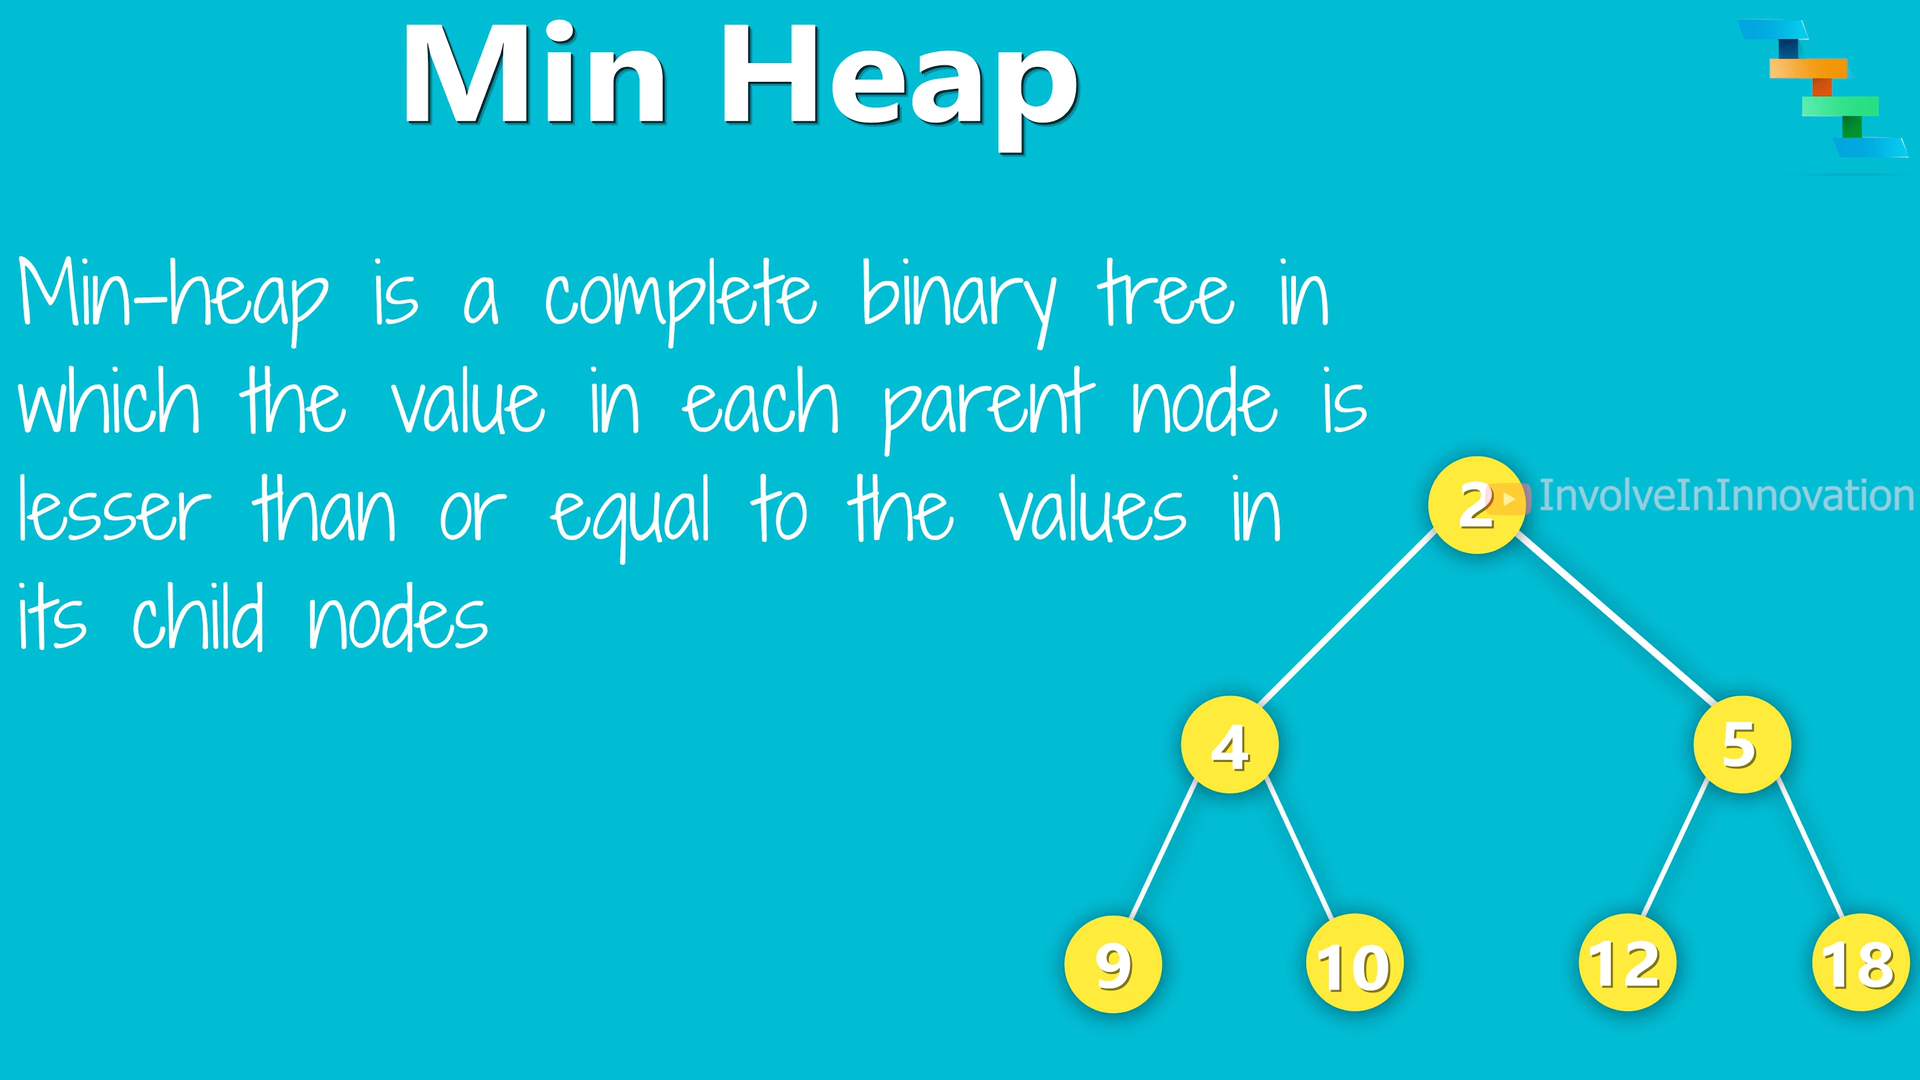 Min Heap
Min-heap is a complete binary tree in
which the value in each parent node is
lesser than or equal to the values in
its child nodes
2
InvolveInInnovation
4
5
9
10
12
18